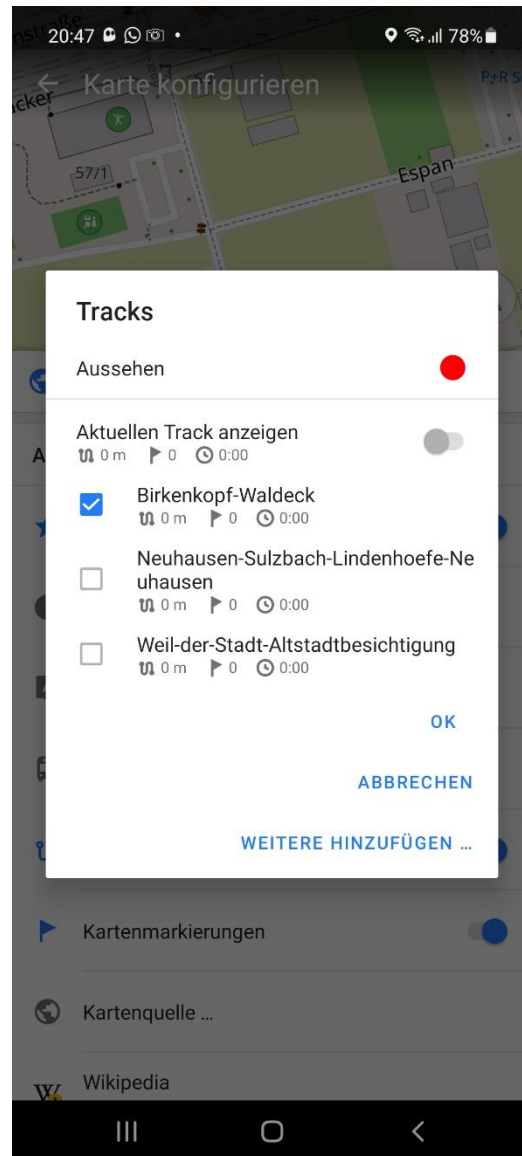 20:47
78%
Karte konfigurieren
P+R S
57/1
Espan
Tracks
Aussehen
Aktuellen Track anzeigen
0 m 0 0:00
Birkenkopf-Waldeck
0 m 0 0:00
Neuhausen-Sulzbach-Lindenhoefe-Ne
uhausen
0 m 0 0:00
Weil-der-Stadt-Altstadtbesichtigung
0 m 0 0:00
OK
ABBRECHEN
WEITERE HINZUFÜGEN …
Kartenmarkierungen
Kartenquelle …
Wikipedia